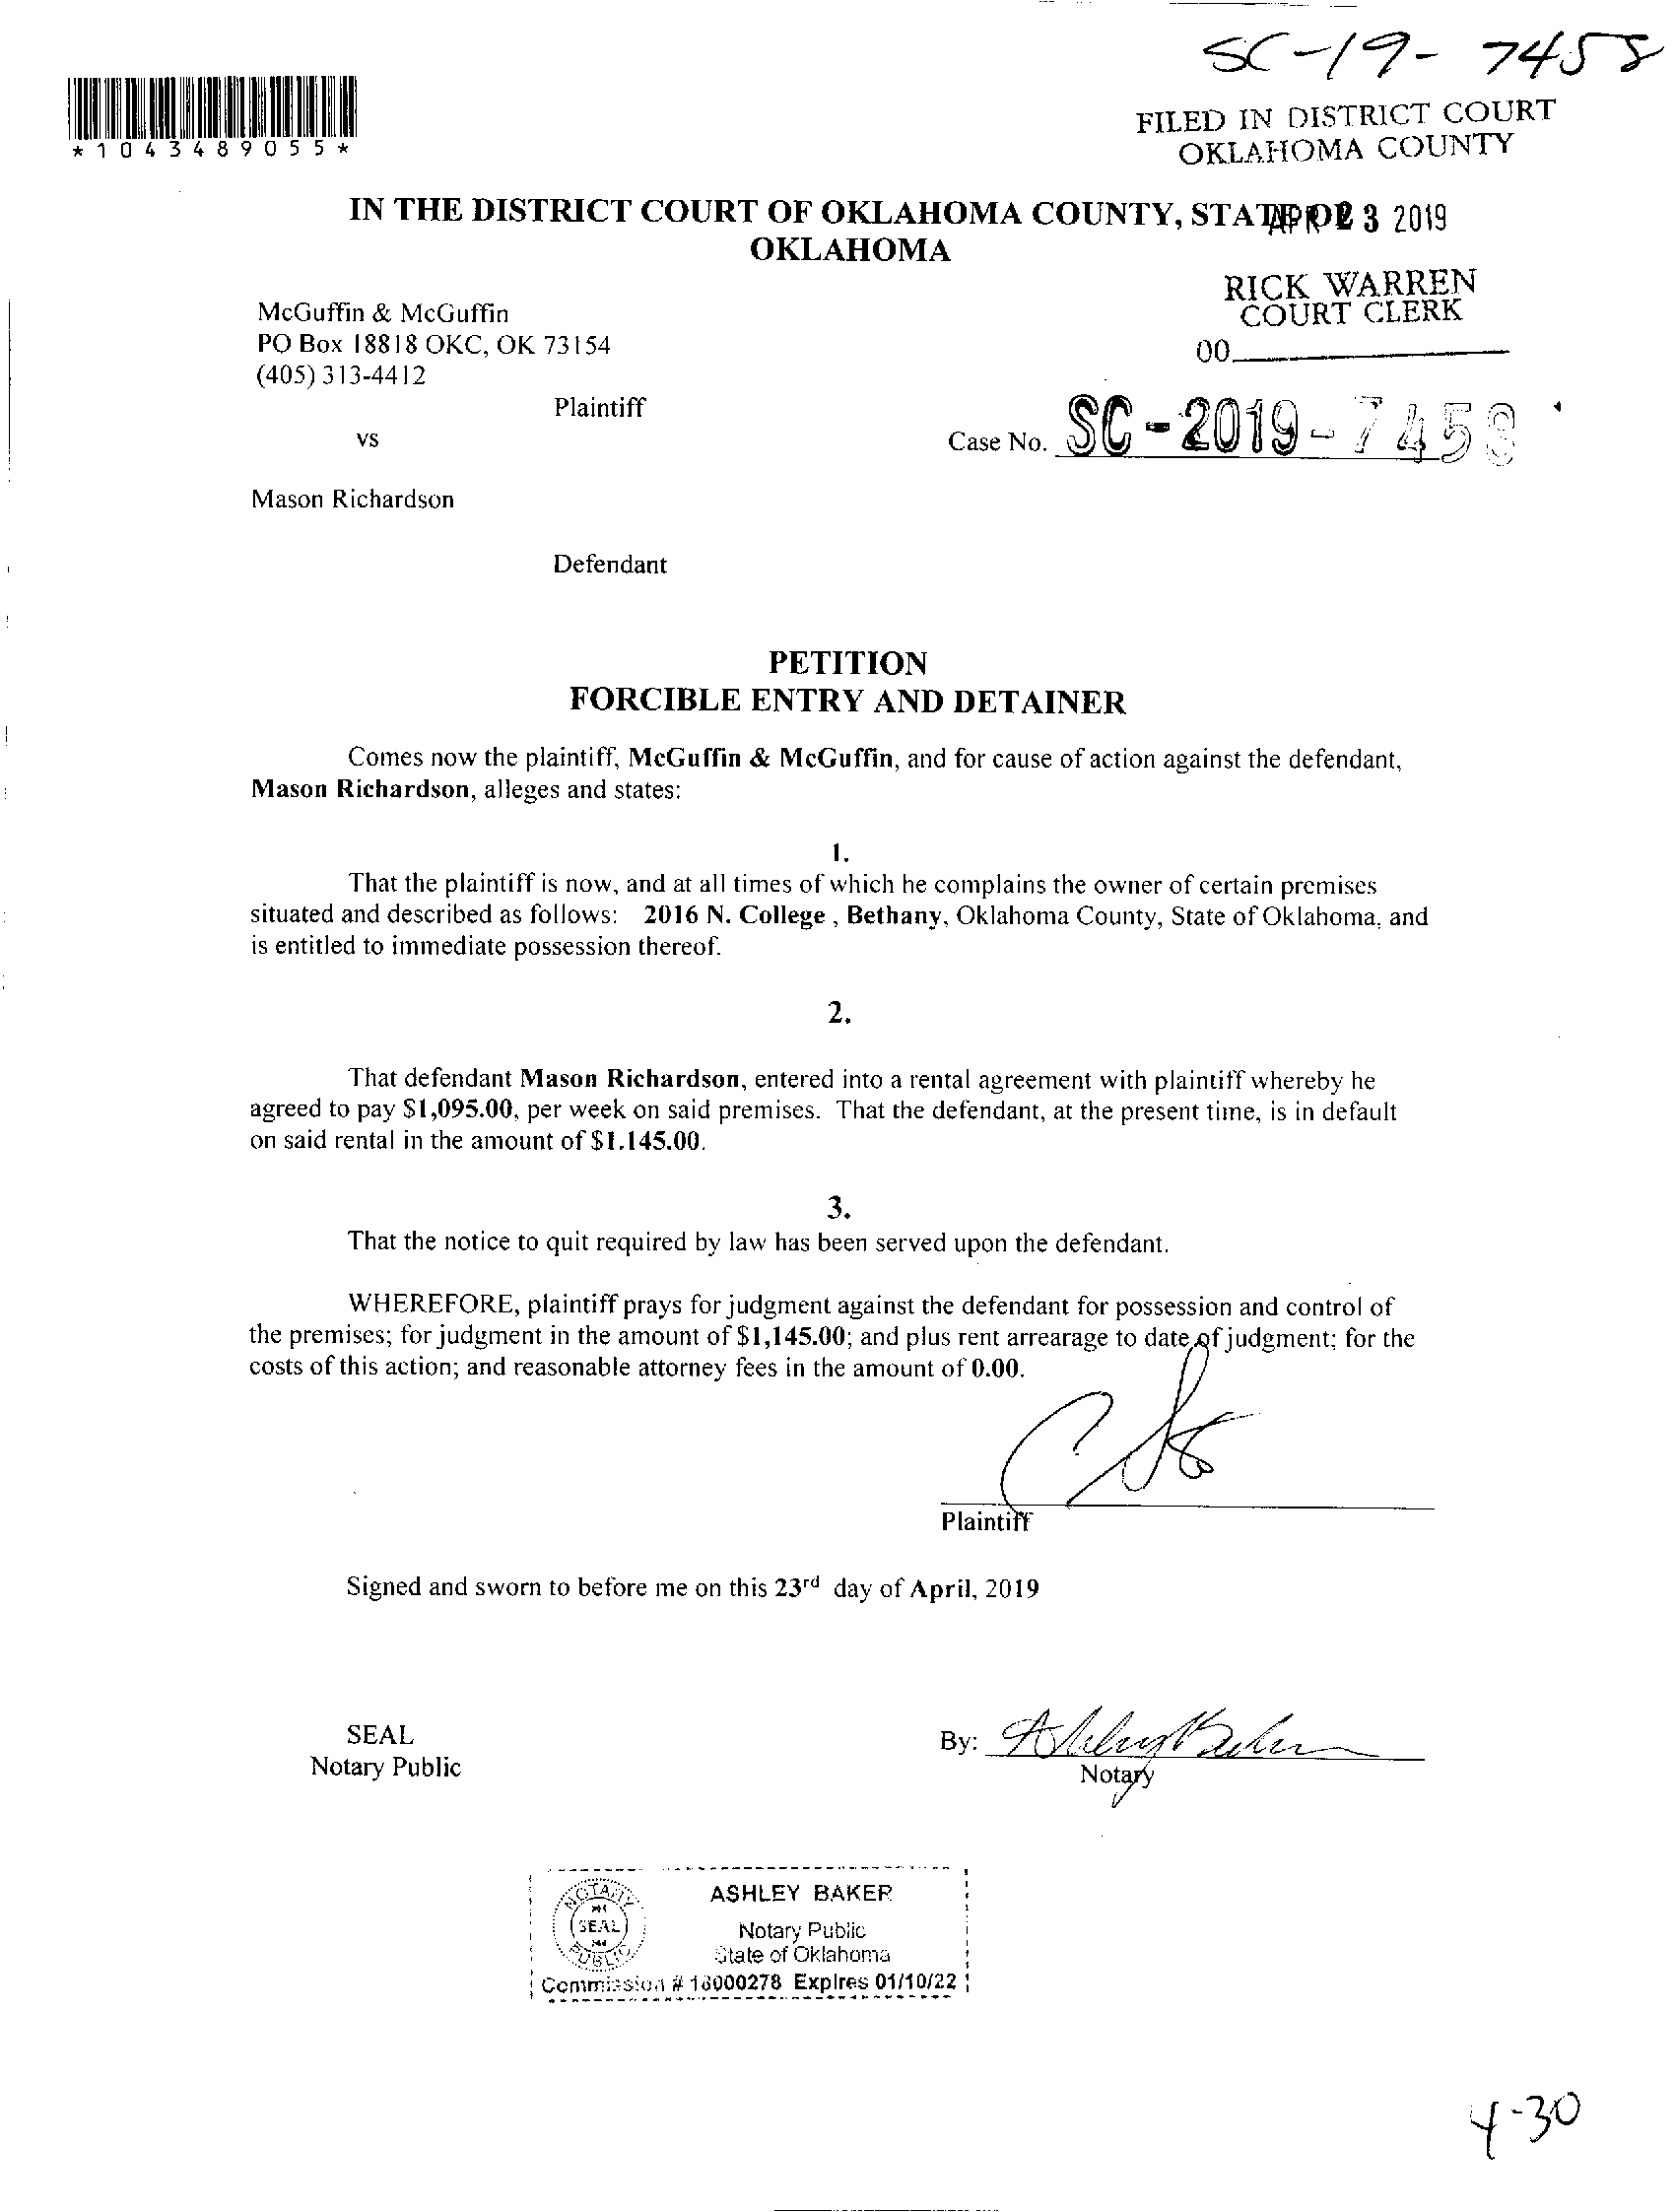 SC-19-7458
*1043489055*
FILED IN DISTRICT COURT
OKLAHOMA COUNTY
IN THE DISTRICT COURT OF OKLAHOMA COUNTY, STATE OF
APR 23 2019
OKLAHOMA
RICK WARREN
COURT CLERK
00
McGuffin & McGuffin
PO Box 18818 OKC, OK 73154
(405) 313-4412
Plaintiff
vs
Case No. SC-2019-7458
Mason Richardson
Defendant
PETITION
FORCIBLE ENTRY AND DETAINER
Comes now the plaintiff, McGuffin & McGuffin, and for cause of action against the defendant,
Mason Richardson, alleges and states:
1.
That the plaintiff is now, and at all times of which he complains the owner of certain premises
situated and described as follows: 2016 N. College , Bethany, Oklahoma County, State of Oklahoma, and
is entitled to immediate possession thereof.
2.
That defendant Mason Richardson, entered into a rental agreement with plaintiff whereby he
agreed to pay $1,095.00, per week on said premises. That the defendant, at the present time, is in default
on said rental in the amount of $1,145.00.
3.
That the notice to quit required by law has been served upon the defendant.
WHEREFORE, plaintiff prays for judgment against the defendant for possession and control of
the premises; for judgment in the amount of $1,145.00; and plus rent arrearage to date of judgment; for the
costs of this action; and reasonable attorney fees in the amount of 0.00.
Plaintiff
Signed and sworn to before me on this 23rd day of April, 2019
SEAL
Notary Public
By: Ashley Baker
Notary
NOTARY
SEAL
PUBLIC
ASHLEY BAKER
Notary Public
State of Oklahoma
Commission # 18000278 Expires 01/10/22
4-30